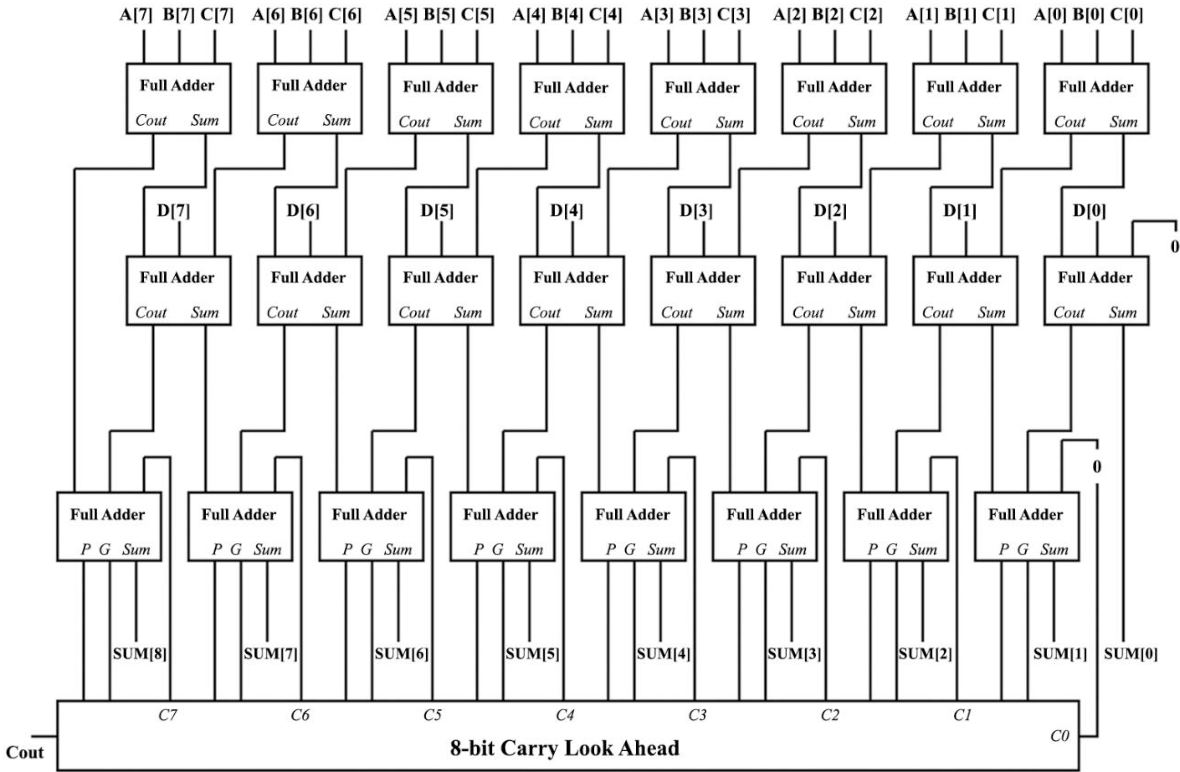 A[7] B[7] C[7] A[6] B[6] C[6] A[5] B[5] C[5] A[4] B[4] C[4] A[3] B[3] C[3] A[2] B[2] C[2] A[1] B[1] C[1] A[0] B[0] C[0]
Full Adder Full Adder Full Adder Full Adder Full Adder Full Adder Full Adder Full Adder
Cout Sum Cout Sum Cout Sum Cout Sum Cout Sum Cout Sum Cout Sum Cout Sum
D[7] D[6] D[5] D[4] D[3] D[2] D[1] D[0]
0
Full Adder Full Adder Full Adder Full Adder Full Adder Full Adder Full Adder Full Adder
Cout Sum Cout Sum Cout Sum Cout Sum Cout Sum Cout Sum Cout Sum Cout Sum
0
Full Adder Full Adder Full Adder Full Adder Full Adder Full Adder Full Adder Full Adder
P G Sum P G Sum P G Sum P G Sum P G Sum P G Sum P G Sum P G Sum
SUM[8] SUM[7] SUM[6] SUM[5] SUM[4] SUM[3] SUM[2] SUM[1] SUM[0]
C7 C6 C5 C4 C3 C2 C1
C0
Cout 8-bit Carry Look Ahead